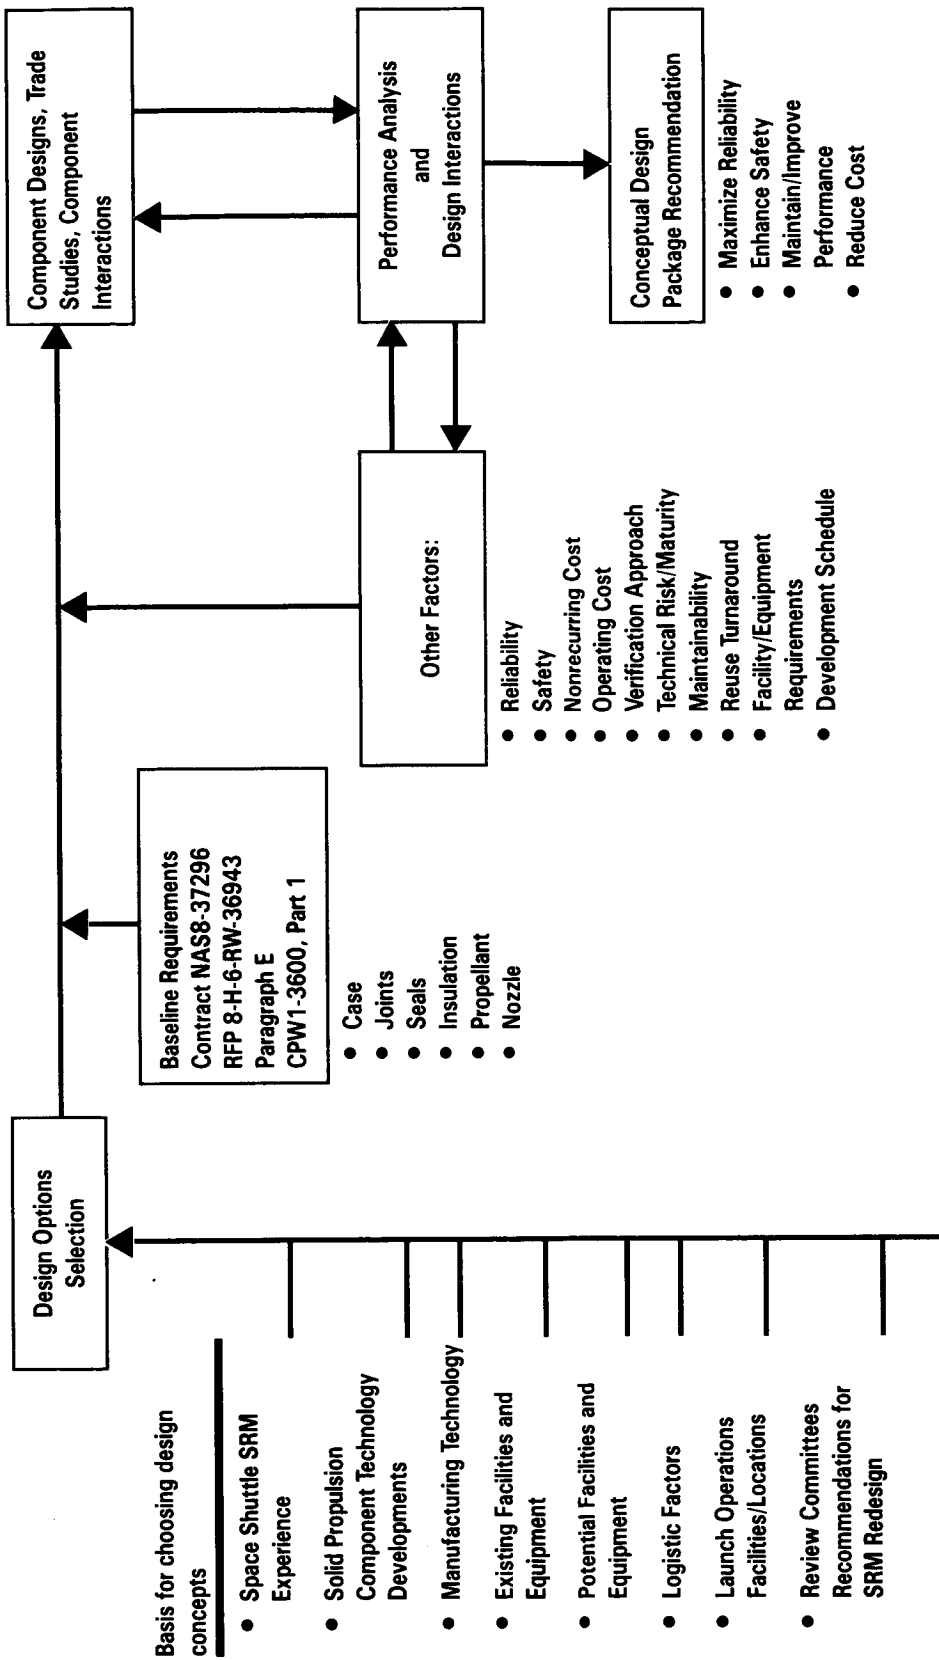 Basis for choosing design
concepts
● Space Shuttle SRM
Experience
● Solid Propulsion
Component Technology
Developments
● Manufacturing Technology
● Existing Facilities and
Equipment
● Potential Facilities and
Equipment
● Logistic Factors
● Launch Operations
Facilities/Locations
● Review Committees
Recommendations for
SRM Redesign
Design Options
Selection
Baseline Requirements
Contract NAS8-37296
RFP 8-H-6-RW-36943
Paragraph E
CPW1-3600, Part 1
● Case
● Joints
● Seals
● Insulation
● Propellant
● Nozzle
Other Factors:
● Reliability
● Safety
● Nonrecurring Cost
● Operating Cost
● Verification Approach
● Technical Risk/Maturity
● Maintainability
● Reuse Turnaround
● Facility/Equipment
Requirements
● Development Schedule
Component Designs, Trade
Studies, Component
Interactions
Performance Analysis
and
Design Interactions
Conceptual Design
Package Recommendation
● Maximize Reliability
● Enhance Safety
● Maintain/Improve
Performance
● Reduce Cost